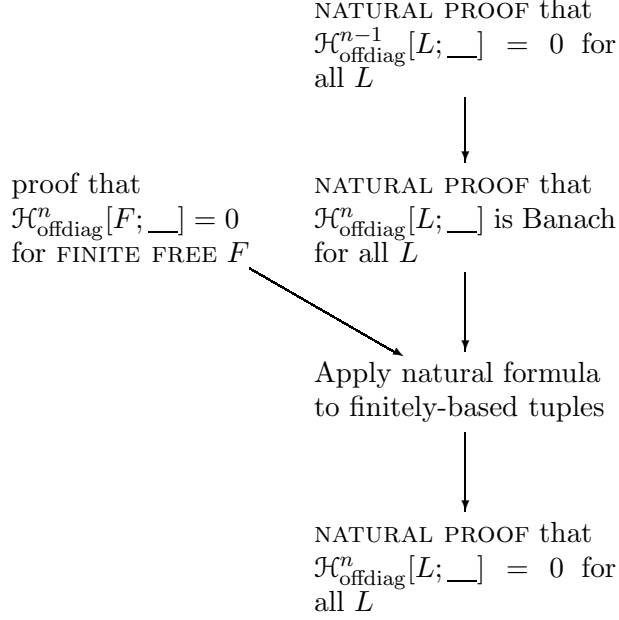 NATURAL PROOF that
ℋ^{n−1}_{offdiag}[L; __] = 0 for
all L
proof that
ℋ^n_{offdiag}[F; __] = 0
for FINITE FREE F
NATURAL PROOF that
ℋ^n_{offdiag}[L; __] is Banach
for all L
Apply natural formula
to finitely-based tuples
NATURAL PROOF that
ℋ^n_{offdiag}[L; __] = 0 for
all L